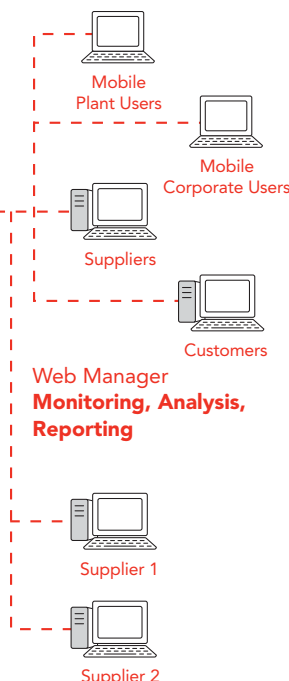 Mobile
Plant Users
Mobile
Corporate Users
Suppliers
Customers
Web Manager
Monitoring, Analysis,
Reporting
Supplier 1
Supplier 2